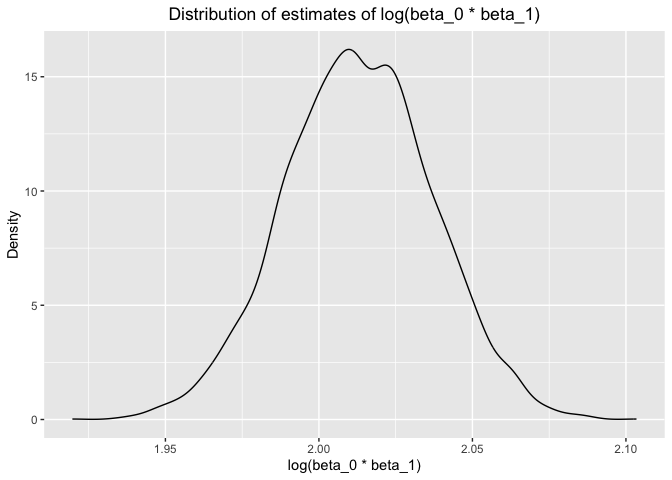 Distribution of estimates of log(beta_0 * beta_1)
15
10
5
0
Density
1.95 2.00 2.05 2.10
log(beta_0 * beta_1)